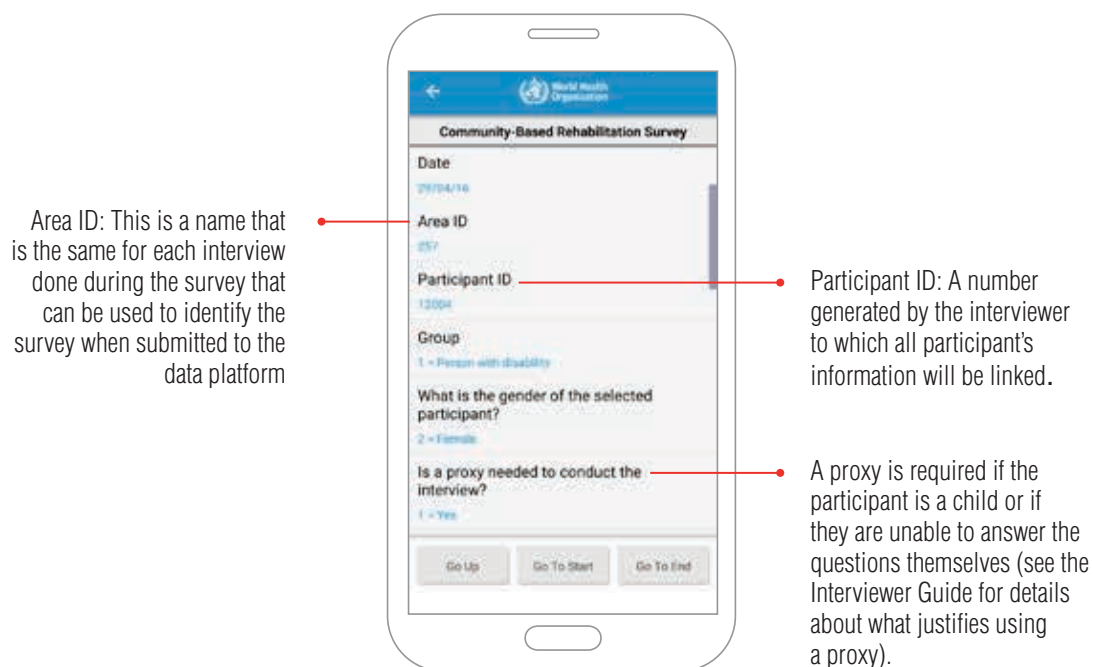 World Health
Organization
Community-Based Rehabilitation Survey
Date
29/04/16
Area ID
257
Participant ID
12004
Group
1 = Person with disability
What is the gender of the selected
participant?
2 = Female
Is a proxy needed to conduct the
interview?
1 = Yes
Go Up
Go To Start
Go To End
Area ID: This is a name that
is the same for each interview
done during the survey that
can be used to identify the
survey when submitted to the
data platform
Participant ID: A number
generated by the interviewer
to which all participant’s
information will be linked.
A proxy is required if the
participant is a child or if
they are unable to answer the
questions themselves (see the
Interviewer Guide for details
about what justifies using
a proxy).